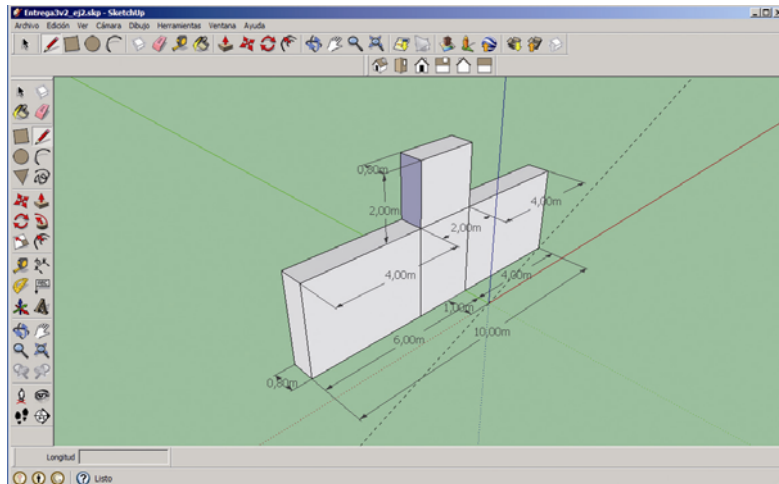 Entrega3v2_ej2.skp - SketchUp
Archivo Edición Ver Cámara Dibujo Herramientas Ventana Ayuda
0,80m
2,00m
4,00m
2,00m
4,00m
4,00m
1,00m
10,00m
6,00m
0,80m
Longitud
Listo